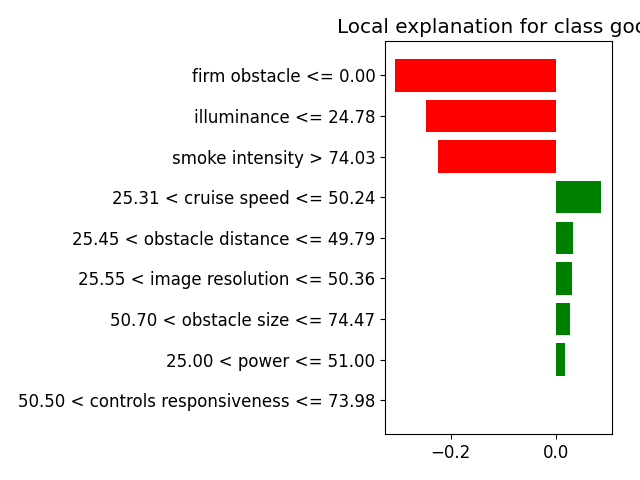 Local explanation for class goo
firm obstacle <= 0.00
illuminance <= 24.78
smoke intensity > 74.03
25.31 < cruise speed <= 50.24
25.45 < obstacle distance <= 49.79
25.55 < image resolution <= 50.36
50.70 < obstacle size <= 74.47
25.00 < power <= 51.00
50.50 < controls responsiveness <= 73.98
−0.2 0.0